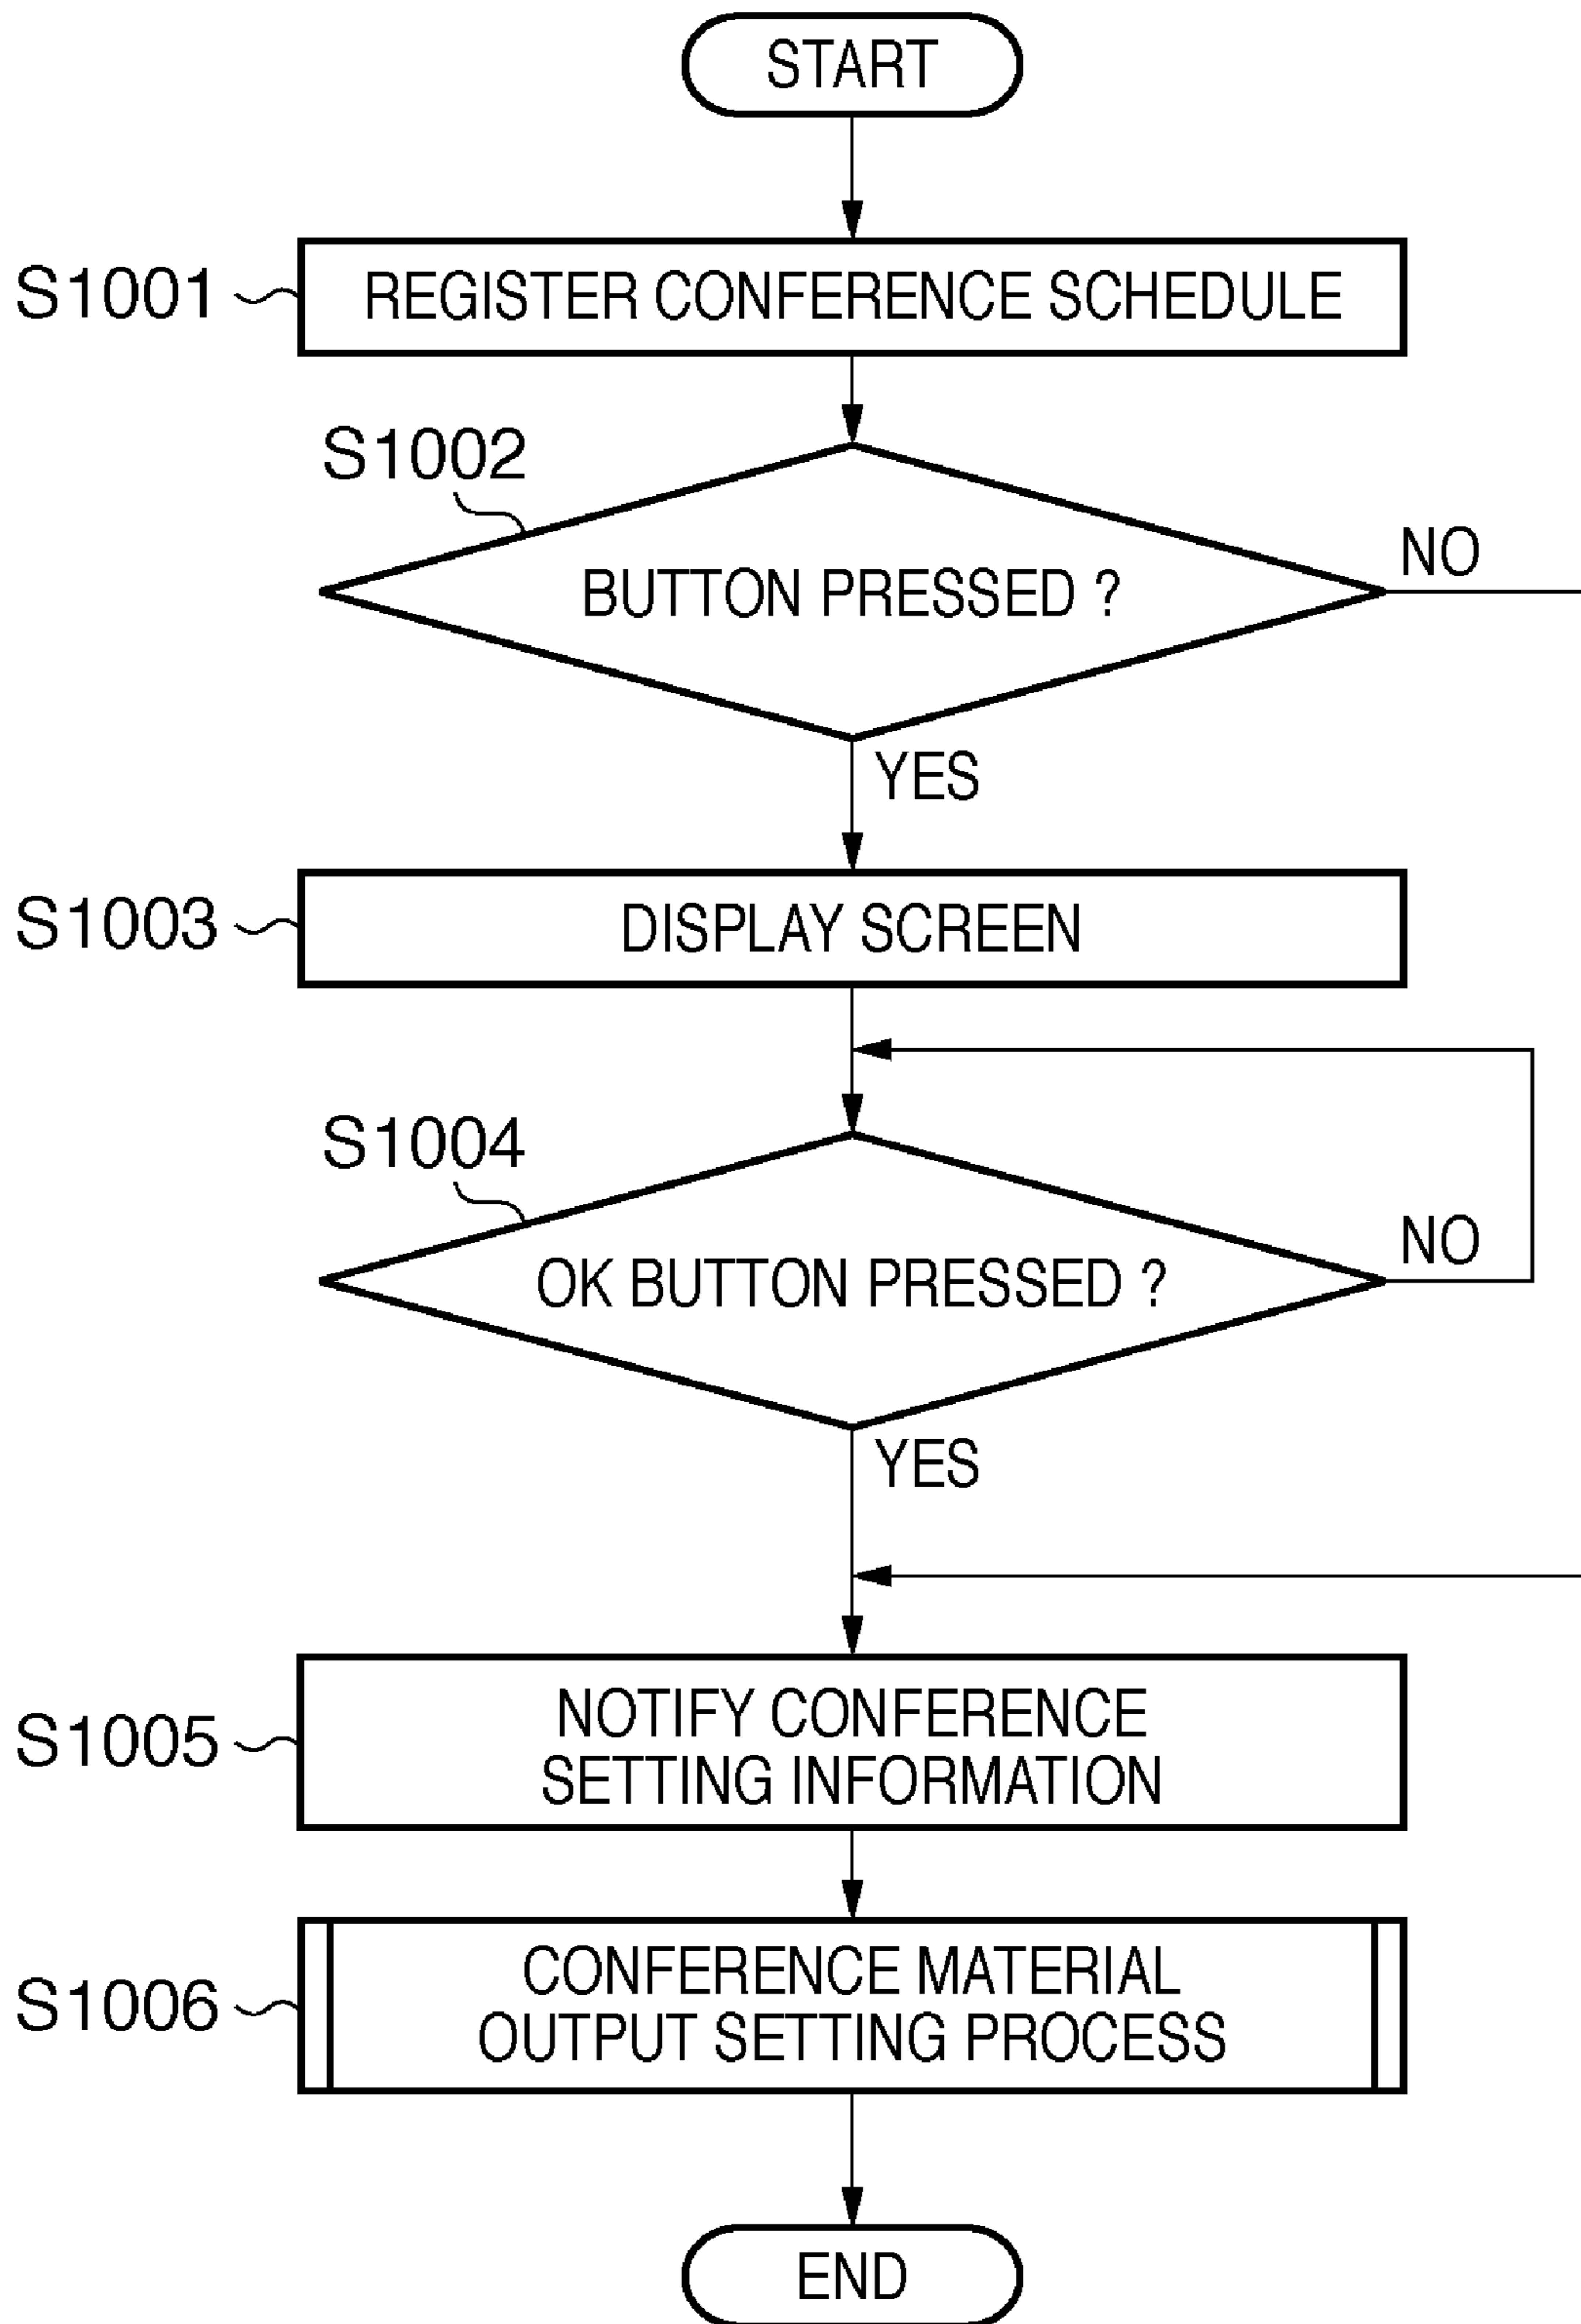 START
S1001
REGISTER CONFERENCE SCHEDULE
S1002
BUTTON PRESSED ?
NO
YES
S1003
DISPLAY SCREEN
S1004
OK BUTTON PRESSED ?
NO
YES
S1005
NOTIFY CONFERENCE
SETTING INFORMATION
S1006
CONFERENCE MATERIAL
OUTPUT SETTING PROCESS
END